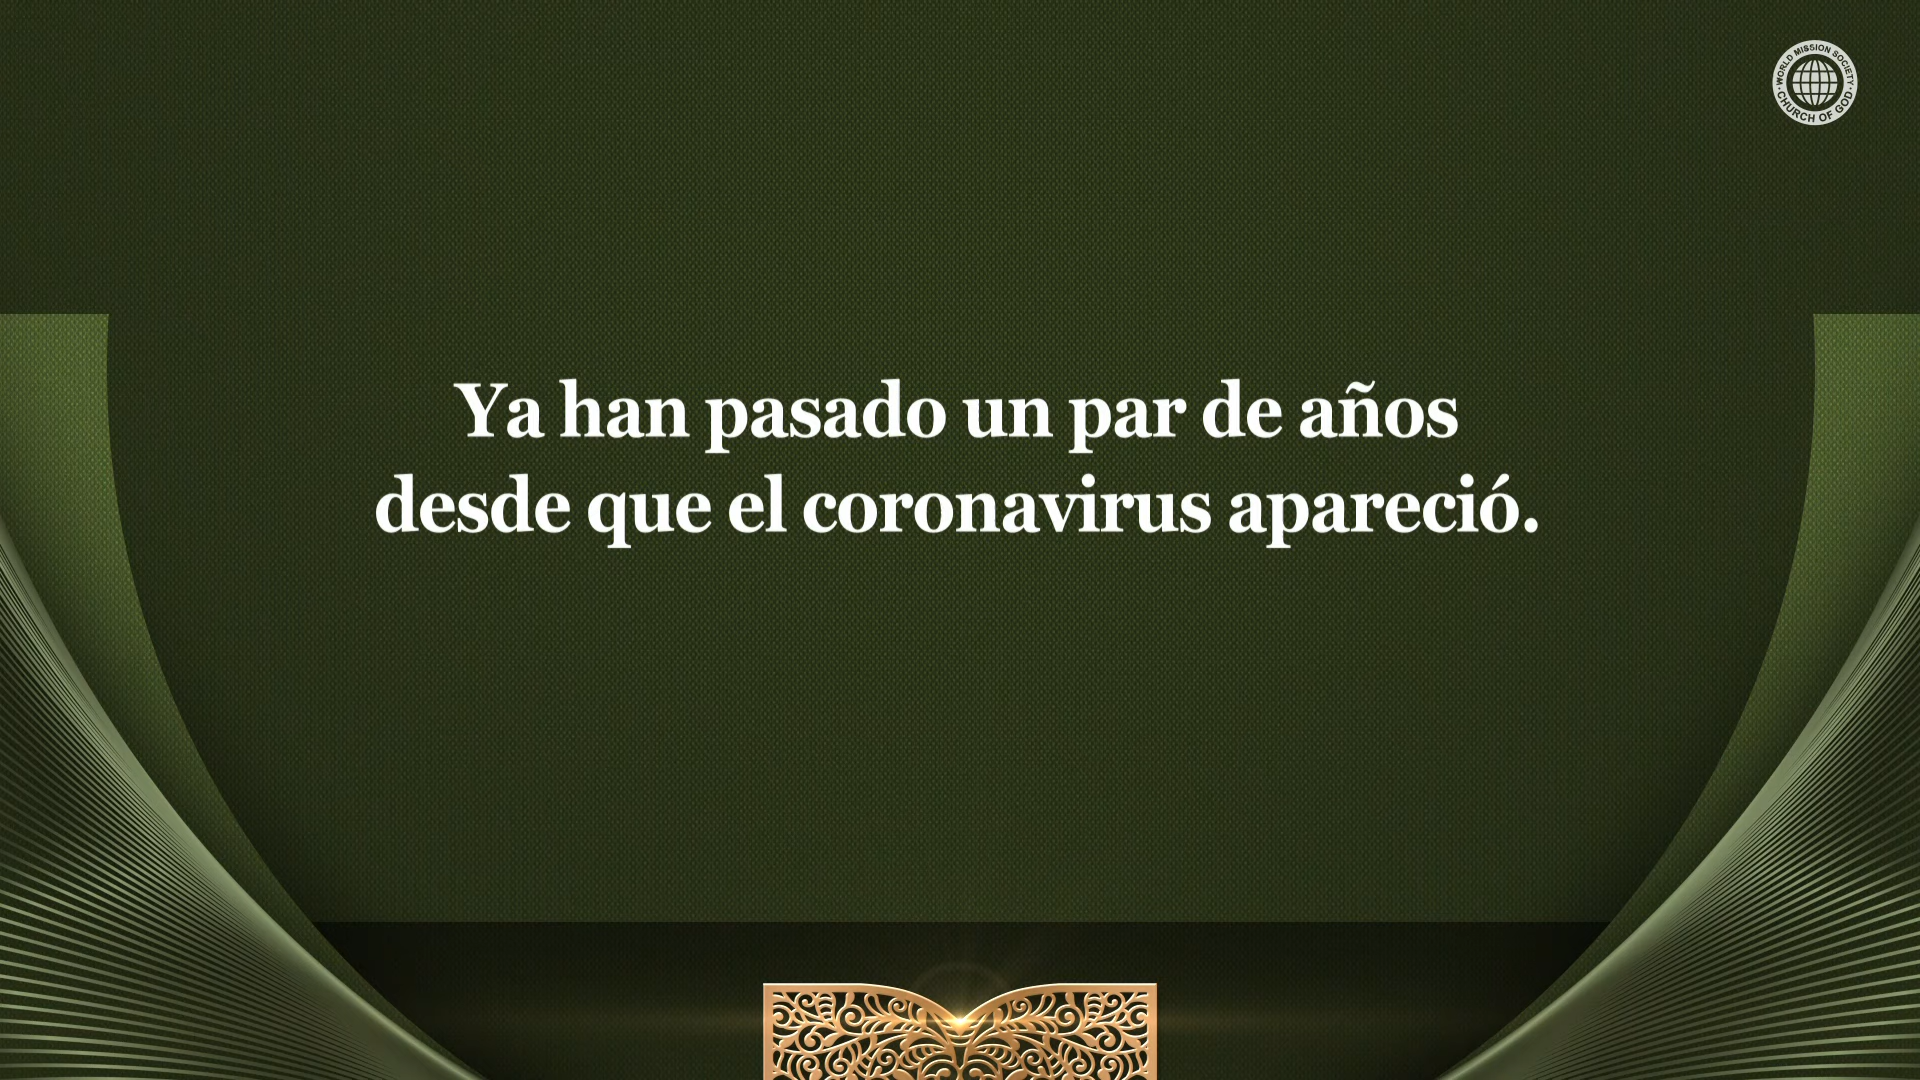 WORLD MISSION SOCIETY
CHURCH OF GOD
Ya han pasado un par de años
desde que el coronavirus apareció.